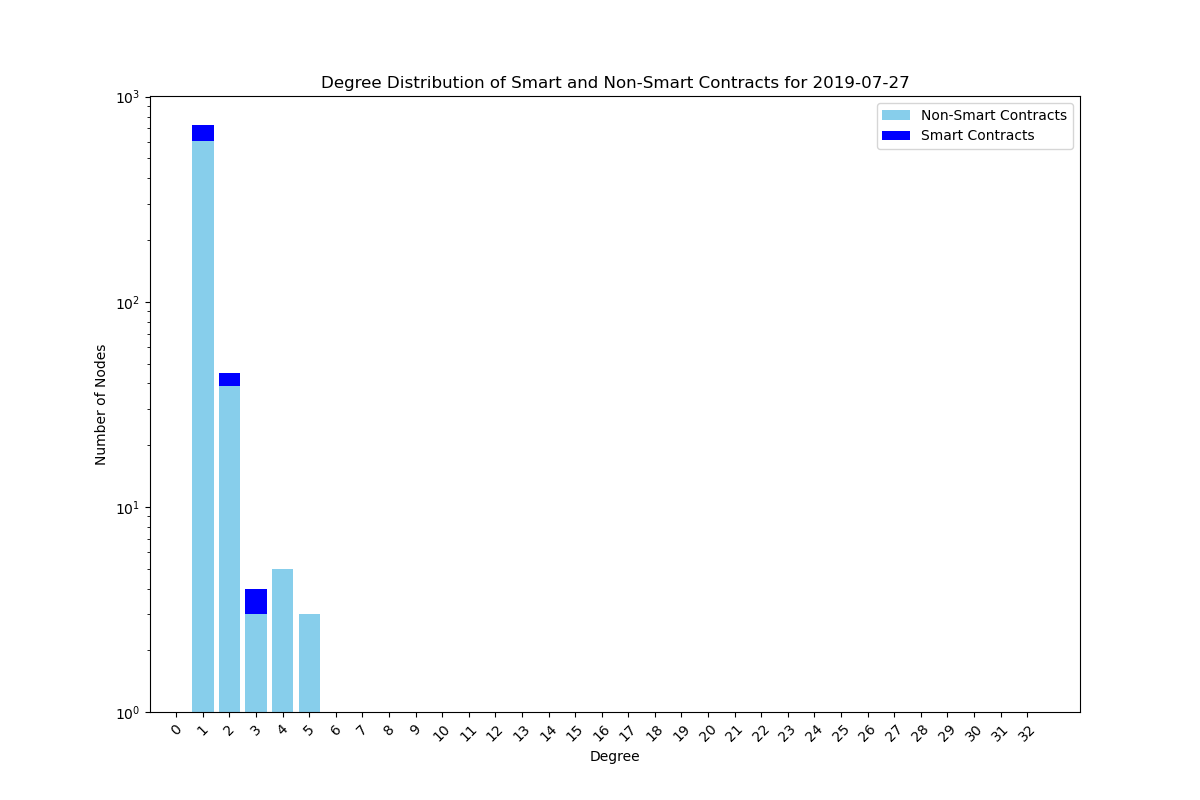 Degree Distribution of Smart and Non-Smart Contracts for 2019-07-27
Non-Smart Contracts
Smart Contracts
Number of Nodes
10³
10²
10¹
10⁰
0 1 2 3 4 5 6 7 8 9 10 11 12 13 14 15 16 17 18 19 20 21 22 23 24 25 26 27 28 29 30 31 32
Degree